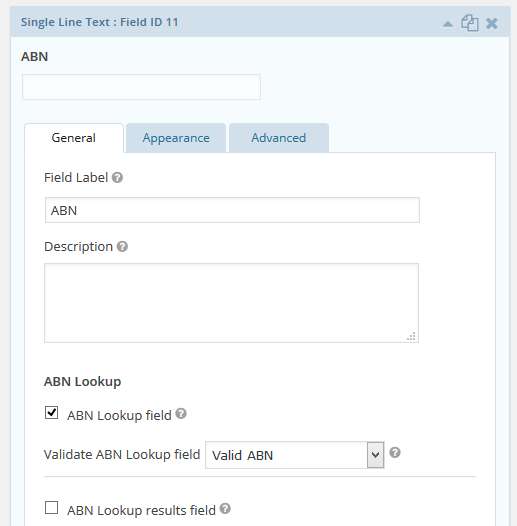 Single Line Text : Field ID 11
ABN
General Appearance Advanced
Field Label ?
ABN
Description ?
ABN Lookup
ABN Lookup field ?
Validate ABN Lookup field Valid ABN ?
ABN Lookup results field ?